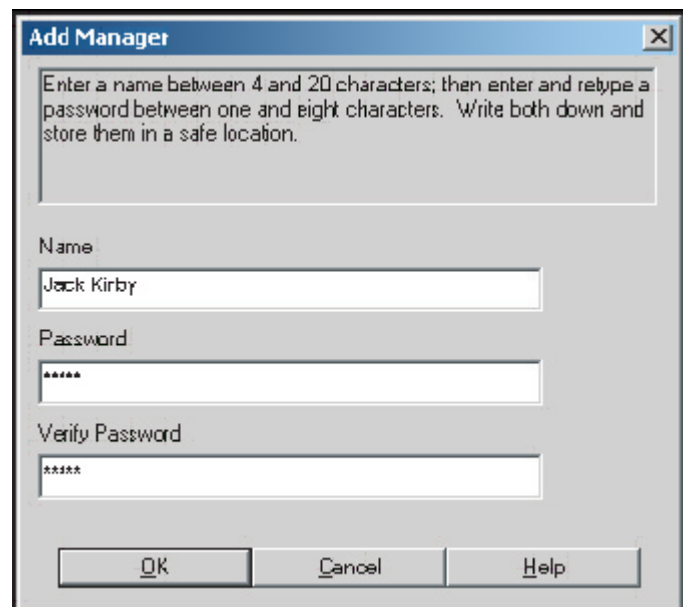 Add Manager
Enter a name between 4 and 20 characters; then enter and retype a
password between one and eight characters. Write both down and
store them in a safe location.
Name
Jack Kirby
Password
*****
Verify Password
*****
OK
Cancel
Help